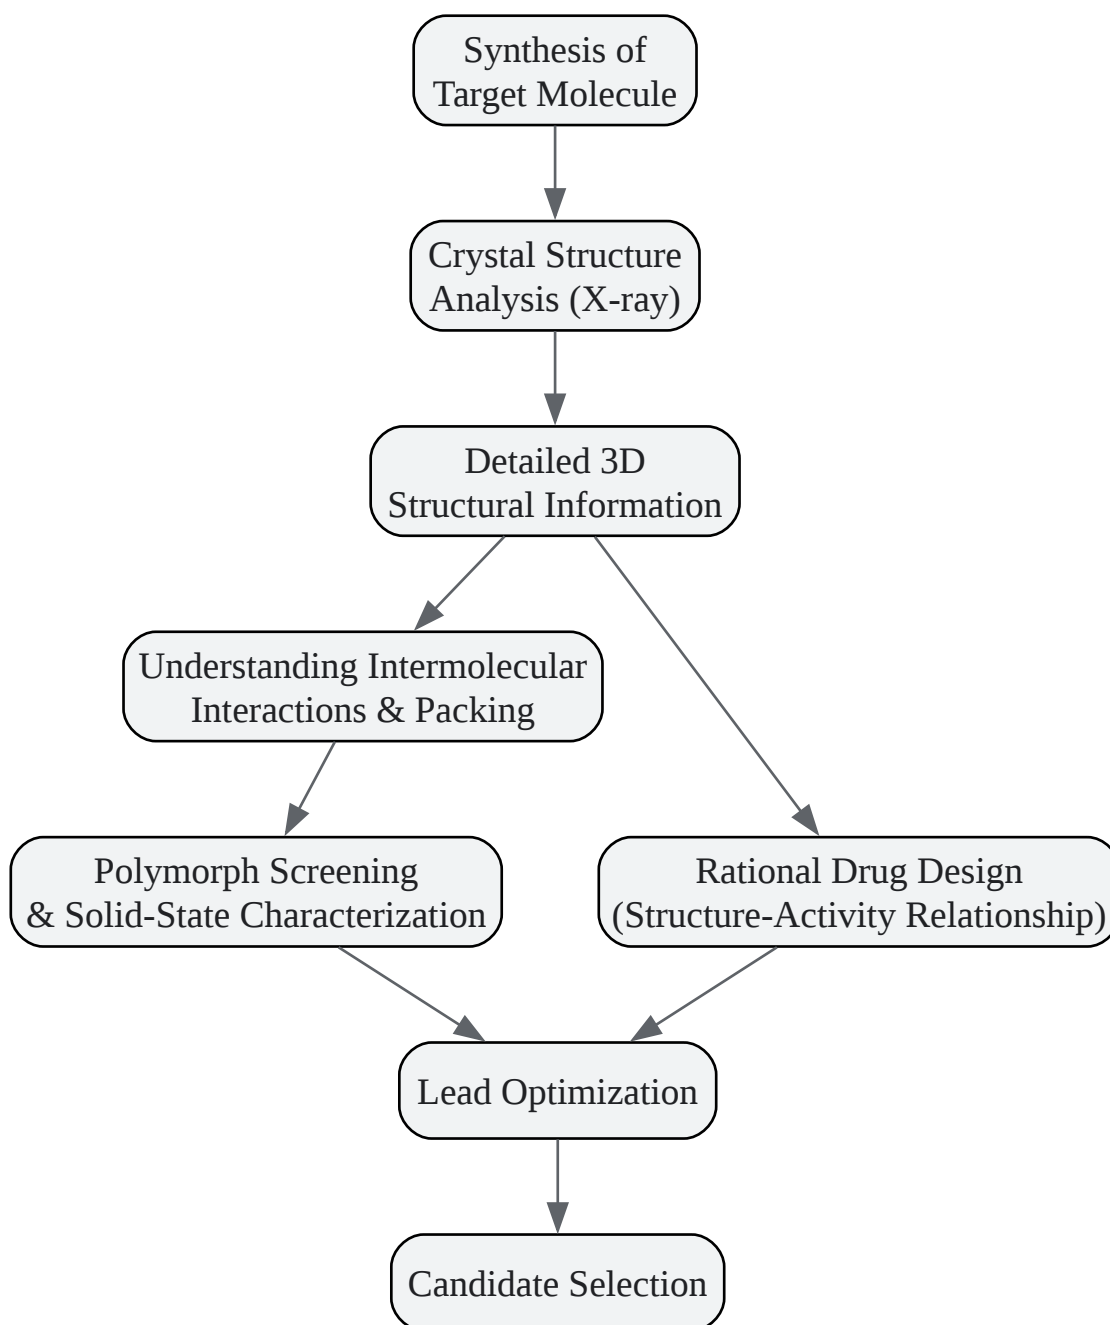 Synthesis of
Target Molecule
Crystal Structure
Analysis (X-ray)
Detailed 3D
Structural Information
Understanding Intermolecular
Interactions & Packing
Polymorph Screening
& Solid-State Characterization
Rational Drug Design
(Structure-Activity Relationship)
Lead Optimization
Candidate Selection